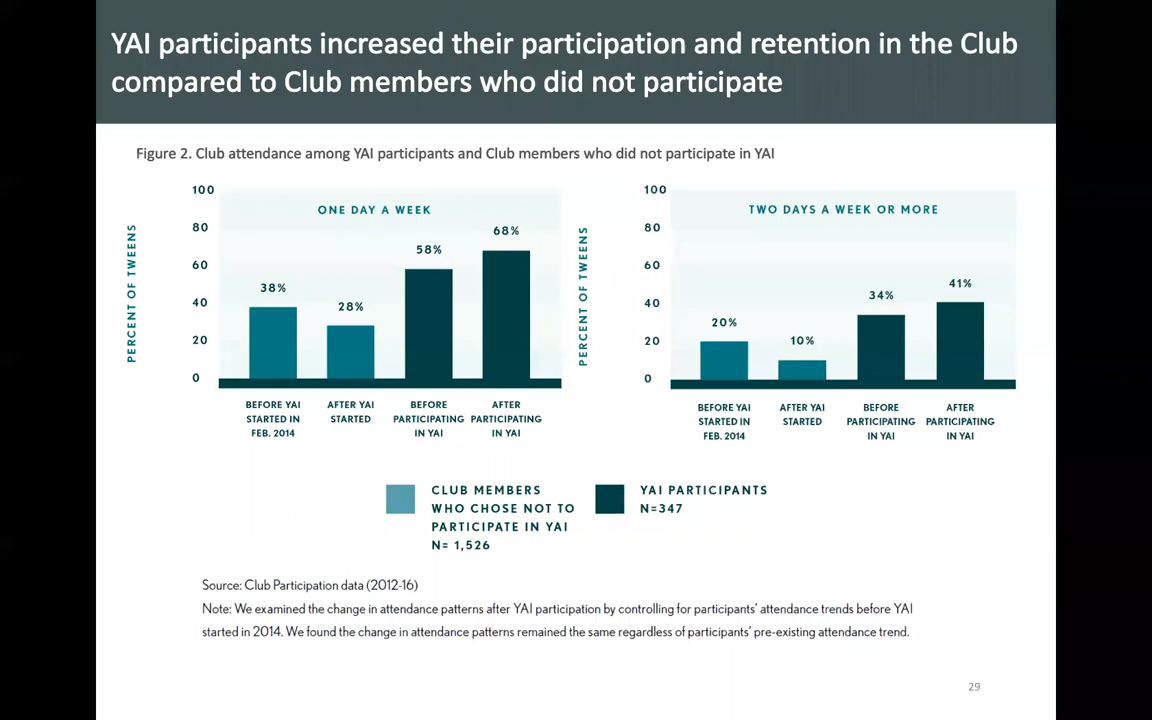 YAI participants increased their participation and retention in the Club
compared to Club members who did not participate
Figure 2. Club attendance among YAI participants and Club members who did not participate in YAI
PERCENT OF TWEENS
100
80
60
40
20
0
ONE DAY A WEEK
38%
28%
58%
68%
BEFORE YAI
STARTED IN
FEB. 2014
AFTER YAI
STARTED
BEFORE
PARTICIPATING
IN YAI
AFTER
PARTICIPATING
IN YAI
PERCENT OF TWEENS
100
80
60
40
20
0
TWO DAYS A WEEK OR MORE
20%
10%
34%
41%
BEFORE YAI
STARTED IN
FEB. 2014
AFTER YAI
STARTED
BEFORE
PARTICIPATING
IN YAI
AFTER
PARTICIPATING
IN YAI
CLUB MEMBERS
WHO CHOSE NOT TO
PARTICIPATE IN YAI
N= 1,526
YAI PARTICIPANTS
N=347
Source: Club Participation data (2012-16)
Note: We examined the change in attendance patterns after YAI participation by controlling for participants' attendance trends before YAI
started in 2014. We found the change in attendance patterns remained the same regardless of participants' pre-existing attendance trend.
29